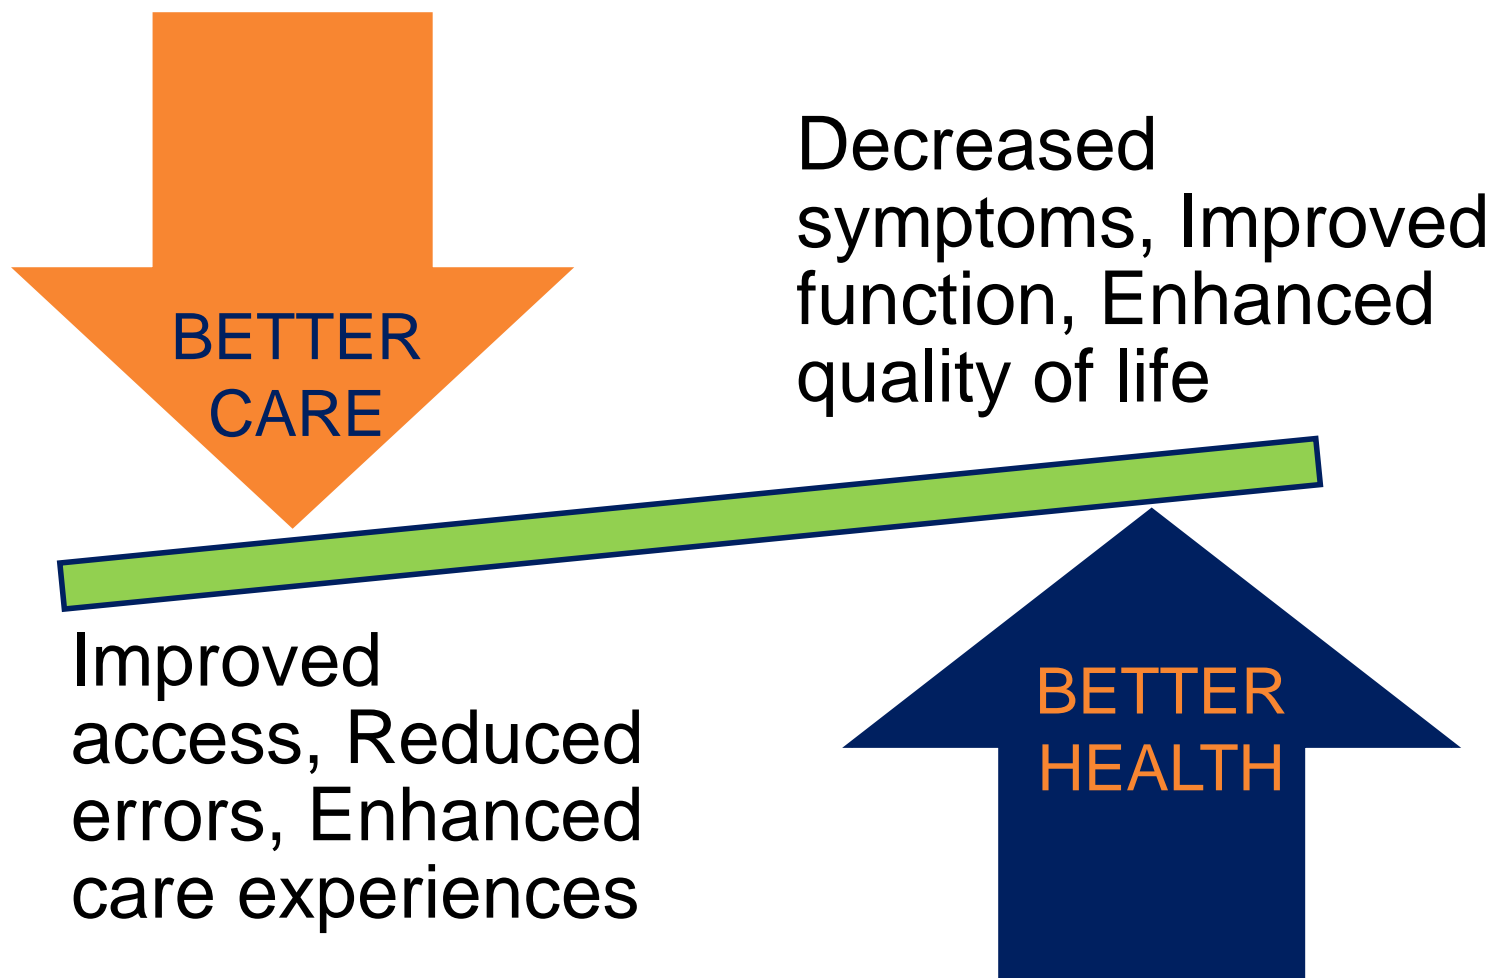 BETTER
CARE
Decreased
symptoms, Improved
function, Enhanced
quality of life
Improved
access, Reduced
errors, Enhanced
care experiences
BETTER
HEALTH